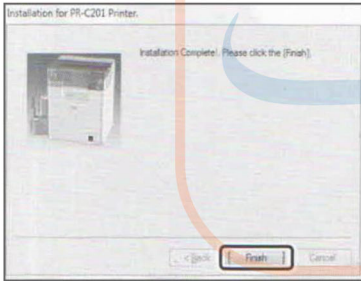 Installation for PR-C201 Printer.
Installation Complete!. Please click the [Finish].
< Back
Finish
Cancel